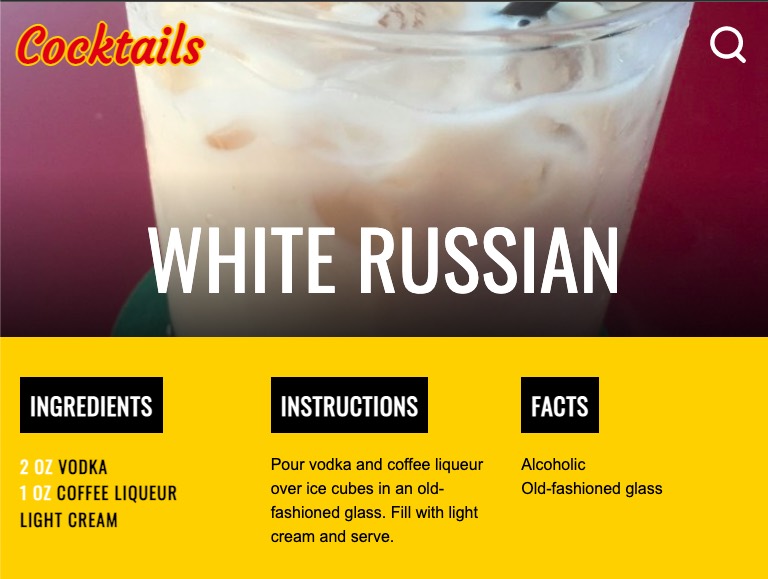 Cocktails
WHITE RUSSIAN
INGREDIENTS
2 OZ VODKA
1 OZ COFFEE LIQUEUR
LIGHT CREAM
INSTRUCTIONS
Pour vodka and coffee liqueur
over ice cubes in an old-
fashioned glass. Fill with light
cream and serve.
FACTS
Alcoholic
Old-fashioned glass